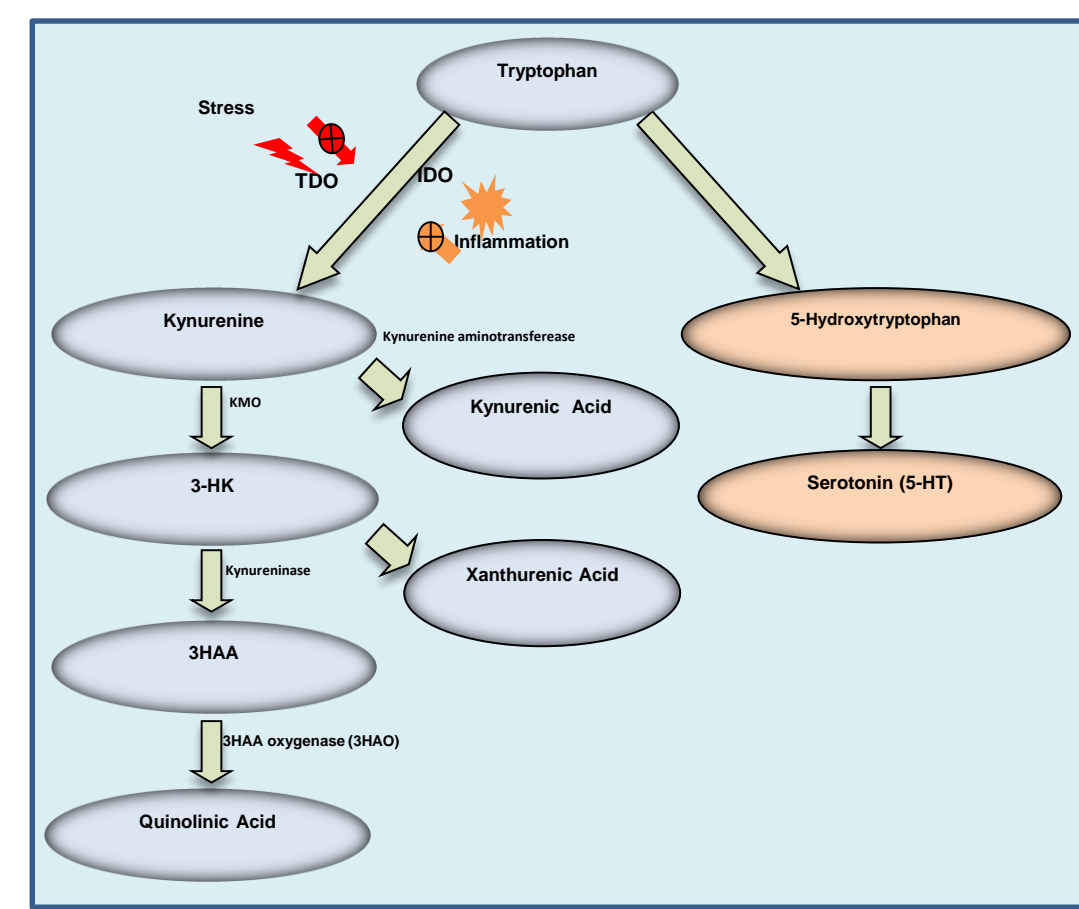 Tryptophan
Stress
TDO
IDO
Inflammation
Kynurenine
Kynurenine aminotransferease
5-Hydroxytryptophan
KMO
Kynurenic Acid
3-HK
Serotonin (5-HT)
Kynureninase
Xanthurenic Acid
3HAA
3HAA oxygenase (3HAO)
Quinolinic Acid